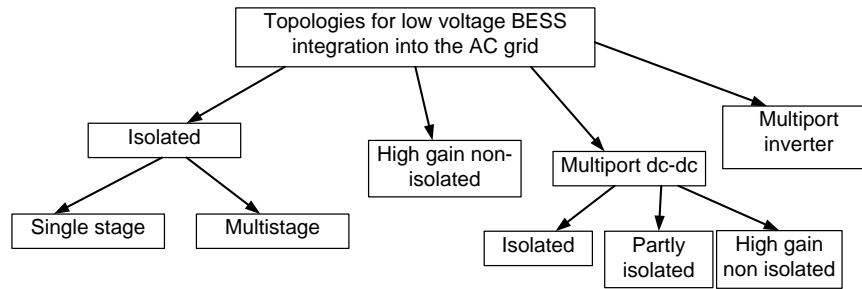 Topologies for low voltage BESS
integration into the AC grid
Isolated
High gain non-
isolated
Multiport dc-dc
Multiport
inverter
Single stage
Multistage
Isolated
Partly
isolated
High gain
non isolated